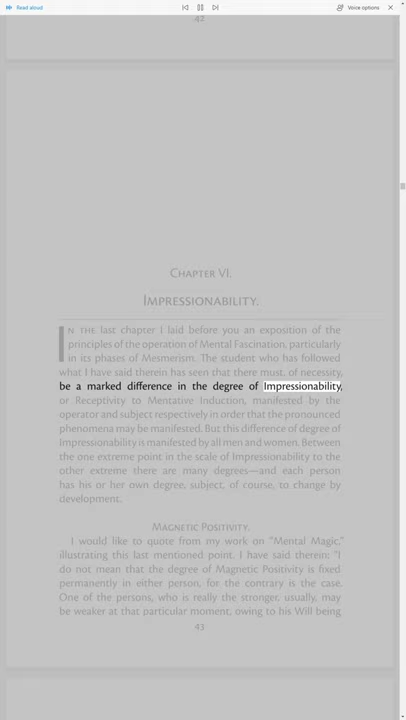 Read aloud
Voice options
42
Chapter VI.
Impressionability.
In the last chapter I laid before you an exposition of the
principles of the operation of Mental Fascination, particularly
in its phases of Mesmerism. The student who has followed
what I have said therein has seen that there must, of necessity,
be a marked difference in the degree of Impressionability,
or Receptivity to Mentative Induction, manifested by the
operator and subject respectively in order that the pronounced
phenomena may be manifested. But this difference of degree of
Impressionability is manifested by all men and women. Between
the one extreme point in the scale of Impressionability to the
other extreme there are many degrees—and each person
has his or her own degree, subject, of course, to change by
development.
Magnetic Positivity.
I would like to quote from my work on "Mental Magic,"
illustrating this last mentioned point. I have said therein: "I
do not mean that the degree of Magnetic Positivity is fixed
permanently in either person, for the contrary is the case.
One of the persons, who is really the stronger, usually, may
be weaker at that particular moment, owing to his Will being
43